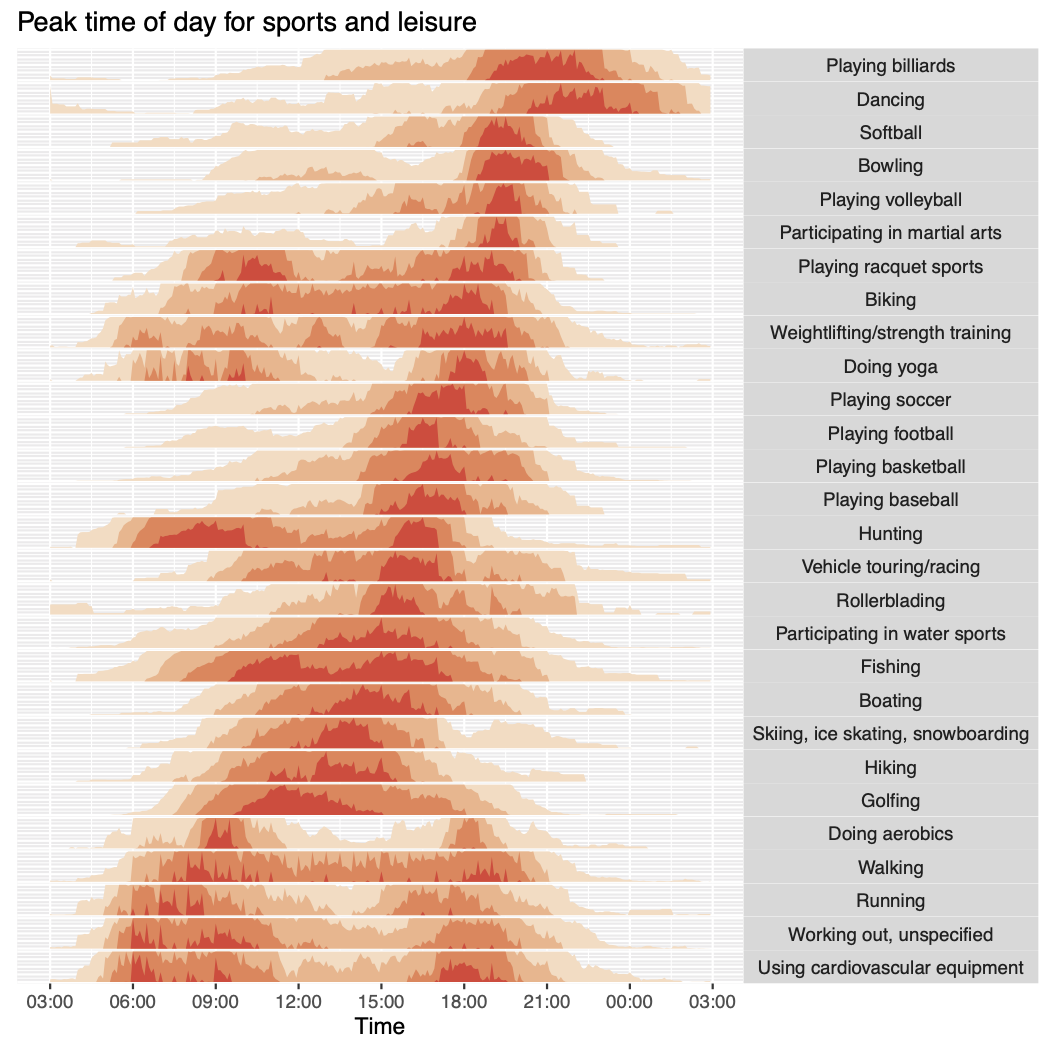 Peak time of day for sports and leisure
Playing billiards
Dancing
Softball
Bowling
Playing volleyball
Participating in martial arts
Playing racquet sports
Biking
Weightlifting/strength training
Doing yoga
Playing soccer
Playing football
Playing basketball
Playing baseball
Hunting
Vehicle touring/racing
Rollerblading
Participating in water sports
Fishing
Boating
Skiing, ice skating, snowboarding
Hiking
Golfing
Doing aerobics
Walking
Running
Working out, unspecified
Using cardiovascular equipment
03:00 06:00 09:00 12:00 15:00 18:00 21:00 00:00 03:00
Time